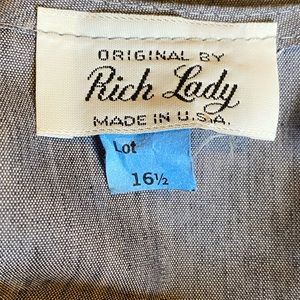 ORIGINAL BY
Rich Lady
MADE IN U.S.A.
Lot
16½